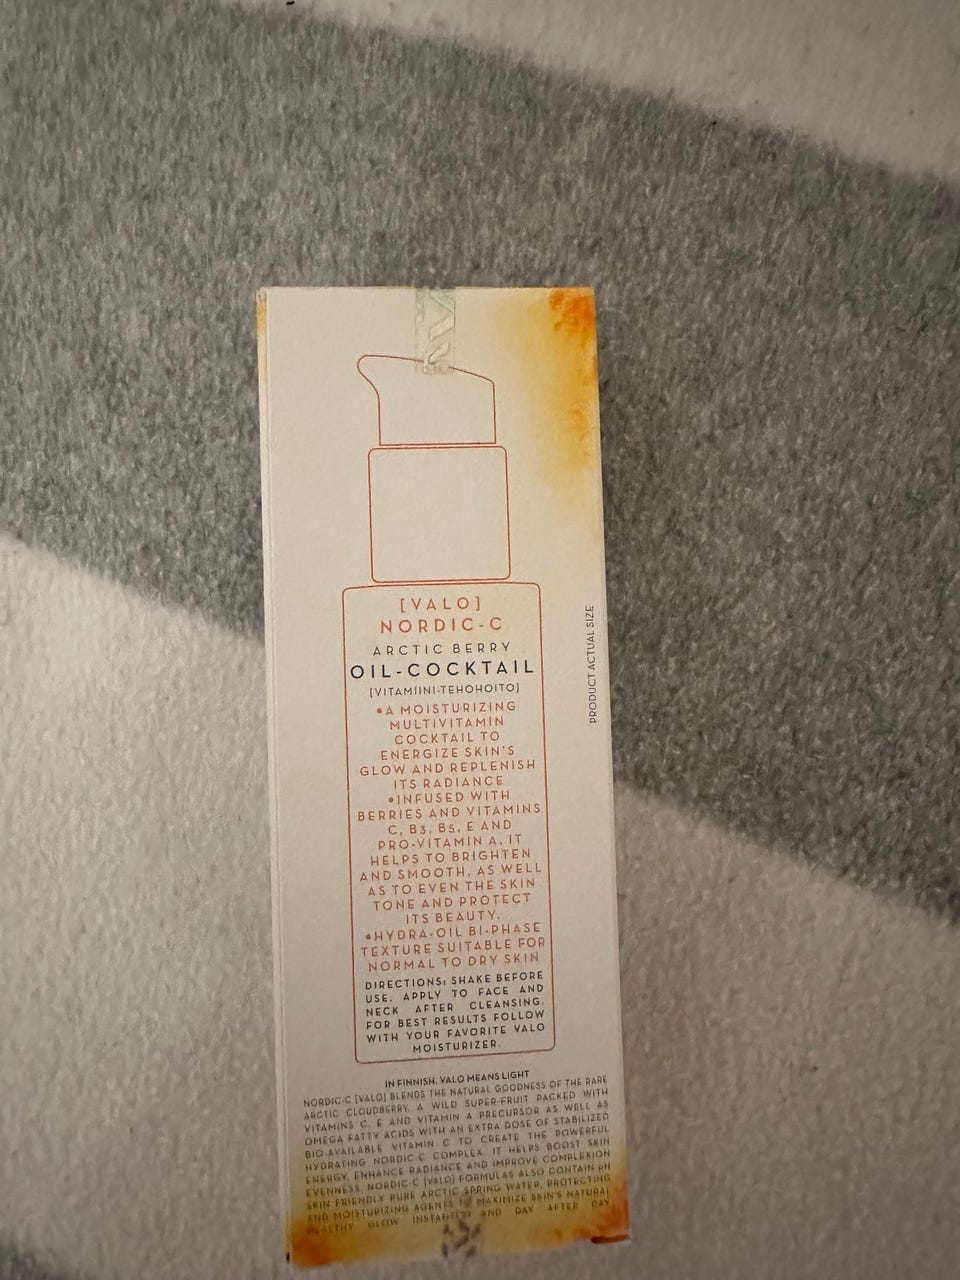 [VALO]
NORDIC-C
ARCTIC BERRY
OIL-COCKTAIL
[VITAMIINI-TEHOHOITO]
•A MOISTURIZING
MULTIVITAMIN
COCKTAIL TO
ENERGIZE SKIN'S
GLOW AND REPLENISH
ITS RADIANCE
•INFUSED WITH
BERRIES AND VITAMINS
C, B3, B5, E AND
PRO-VITAMIN A, IT
HELPS TO BRIGHTEN
AND SMOOTH, AS WELL
AS TO EVEN THE SKIN
TONE AND PROTECT
ITS BEAUTY.
•HYDRA-OIL BI-PHASE
TEXTURE SUITABLE FOR
NORMAL TO DRY SKIN
DIRECTIONS: SHAKE BEFORE
USE. APPLY TO FACE AND
NECK AFTER CLEANSING.
FOR BEST RESULTS FOLLOW
WITH YOUR FAVORITE VALO
MOISTURIZER.
PRODUCT ACTUAL SIZE
IN FINNISH, VALO MEANS LIGHT
NORDIC-C [VALO] BLENDS THE NATURAL GOODNESS OF THE RARE
ARCTIC CLOUDBERRY, A WILD SUPER-FRUIT PACKED WITH
VITAMINS C, E AND VITAMIN A PRECURSOR AS WELL AS
OMEGA FATTY ACIDS WITH AN EXTRA DOSE OF STABILIZED
BIO-AVAILABLE VITAMIN C TO CREATE THE POWERFUL
HYDRATING NORDIC-C COMPLEX. IT HELPS BOOST SKIN
ENERGY, ENHANCE RADIANCE AND IMPROVE COMPLEXION
EVENNESS. NORDIC-C [VALO] FORMULAS ALSO CONTAIN pH
SKIN FRIENDLY PURE ARCTIC SPRING WATER, PROTECTING
AND MOISTURIZING AGENTS TO MAXIMIZE SKIN'S NATURAL
HEALTHY GLOW INSTANTLY AND DAY AFTER DAY